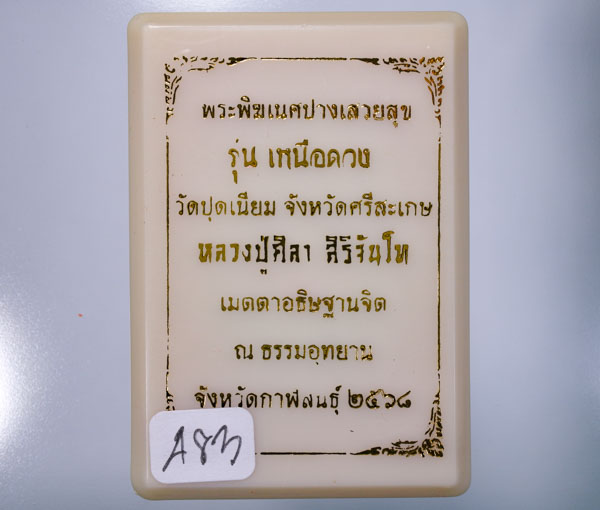 พระพิฆเนศปางเสวยสุข
รุ่น เหนือดวง
วัดปุดเนียม จังหวัดศรีสะเกษ
หลวงปู่ศิลา สิริจันโท
เมตตาอธิษฐานจิต
ณ ธรรมอุทยาน
จังหวัดกาฬสินธุ์ ๒๕๖๘
A83